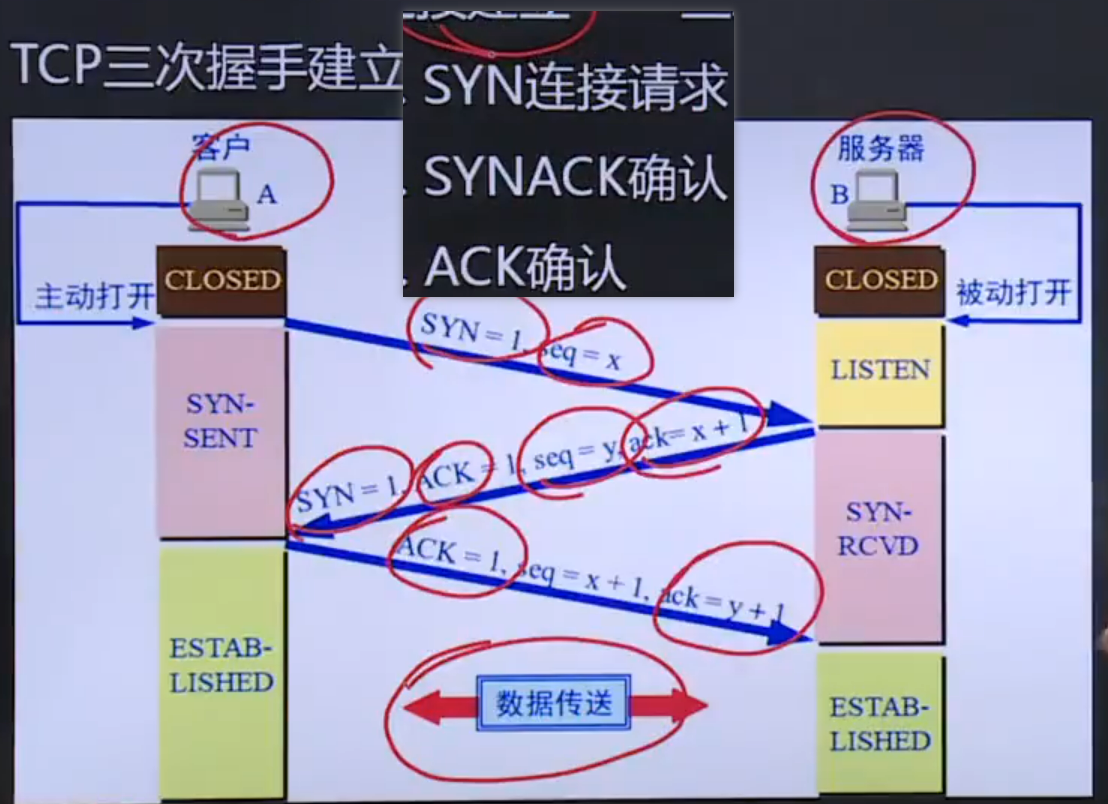 TCP三次握手建立
SYN连接请求
SYNACK确认
ACK确认
客户
A
服务器
B
CLOSED
CLOSED
主动打开
被动打开
SYN = 1, seq = x
LISTEN
SYN-
SENT
SYN = 1, ACK = 1, seq = y, ack= x + 1
SYN-
RCVD
ACK = 1, seq = x + 1, ack = y + 1
ESTAB-
LISHED
数据传送
ESTAB-
LISHED